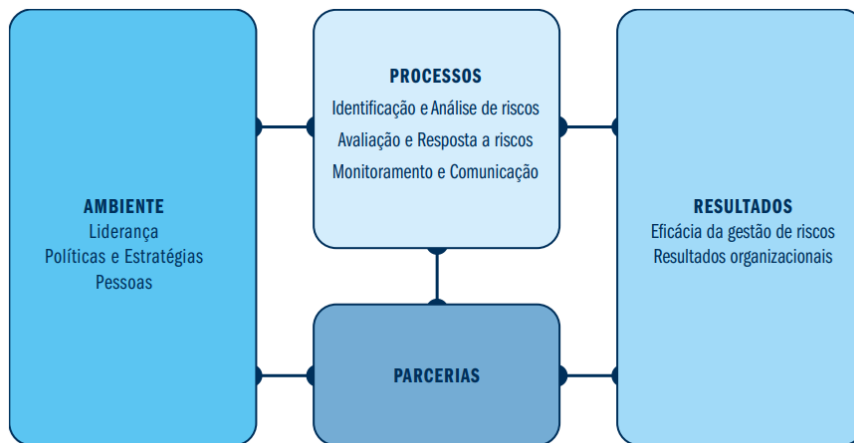 AMBIENTE
Liderança
Políticas e Estratégias
Pessoas
PROCESSOS
Identificação e Análise de riscos
Avaliação e Resposta a riscos
Monitoramento e Comunicação
PARCERIAS
RESULTADOS
Eficácia da gestão de riscos
Resultados organizacionais